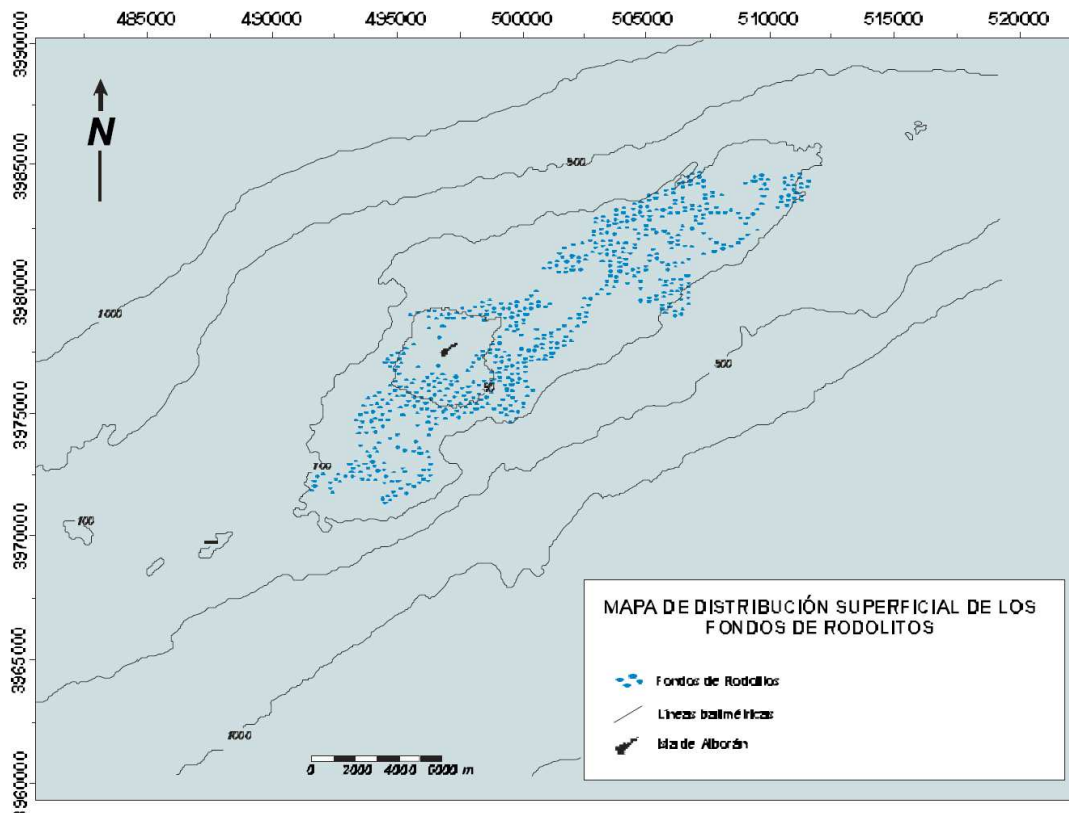 485000 490000 495000 500000 505000 510000 515000 520000
3990000
3985000
3980000
3975000
3970000
3965000
3960000
N
500
1000
50
500
100
100
1000
0 2000 4000 6000 m
MAPA DE DISTRIBUCIÓN SUPERFICIAL DE LOS
FONDOS DE RODOLITOS
Fondos de Rodolitos
Líneas batimétricas
Isla de Alborán